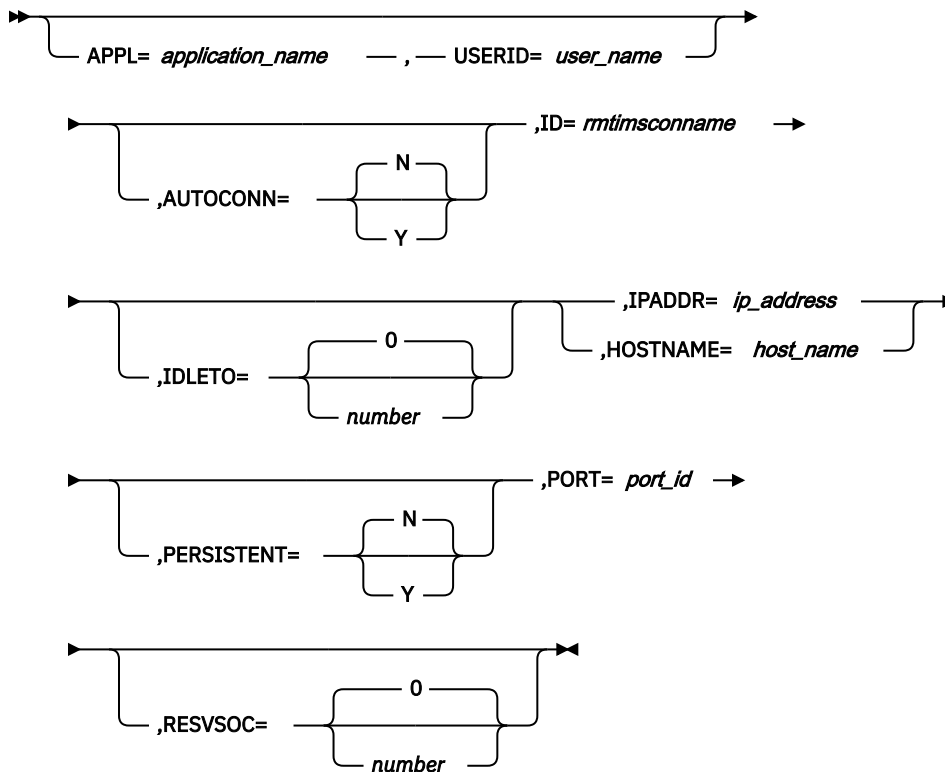 APPL= application_name , USERID= user_name
,ID= rmtimsconname
,AUTOCONN= N
Y
,IPADDR= ip_address
0
,HOSTNAME= host_name
,IDLETO=
number
,PORT= port_id
N
,PERSISTENT=
Y
0
,RESVSOC=
number